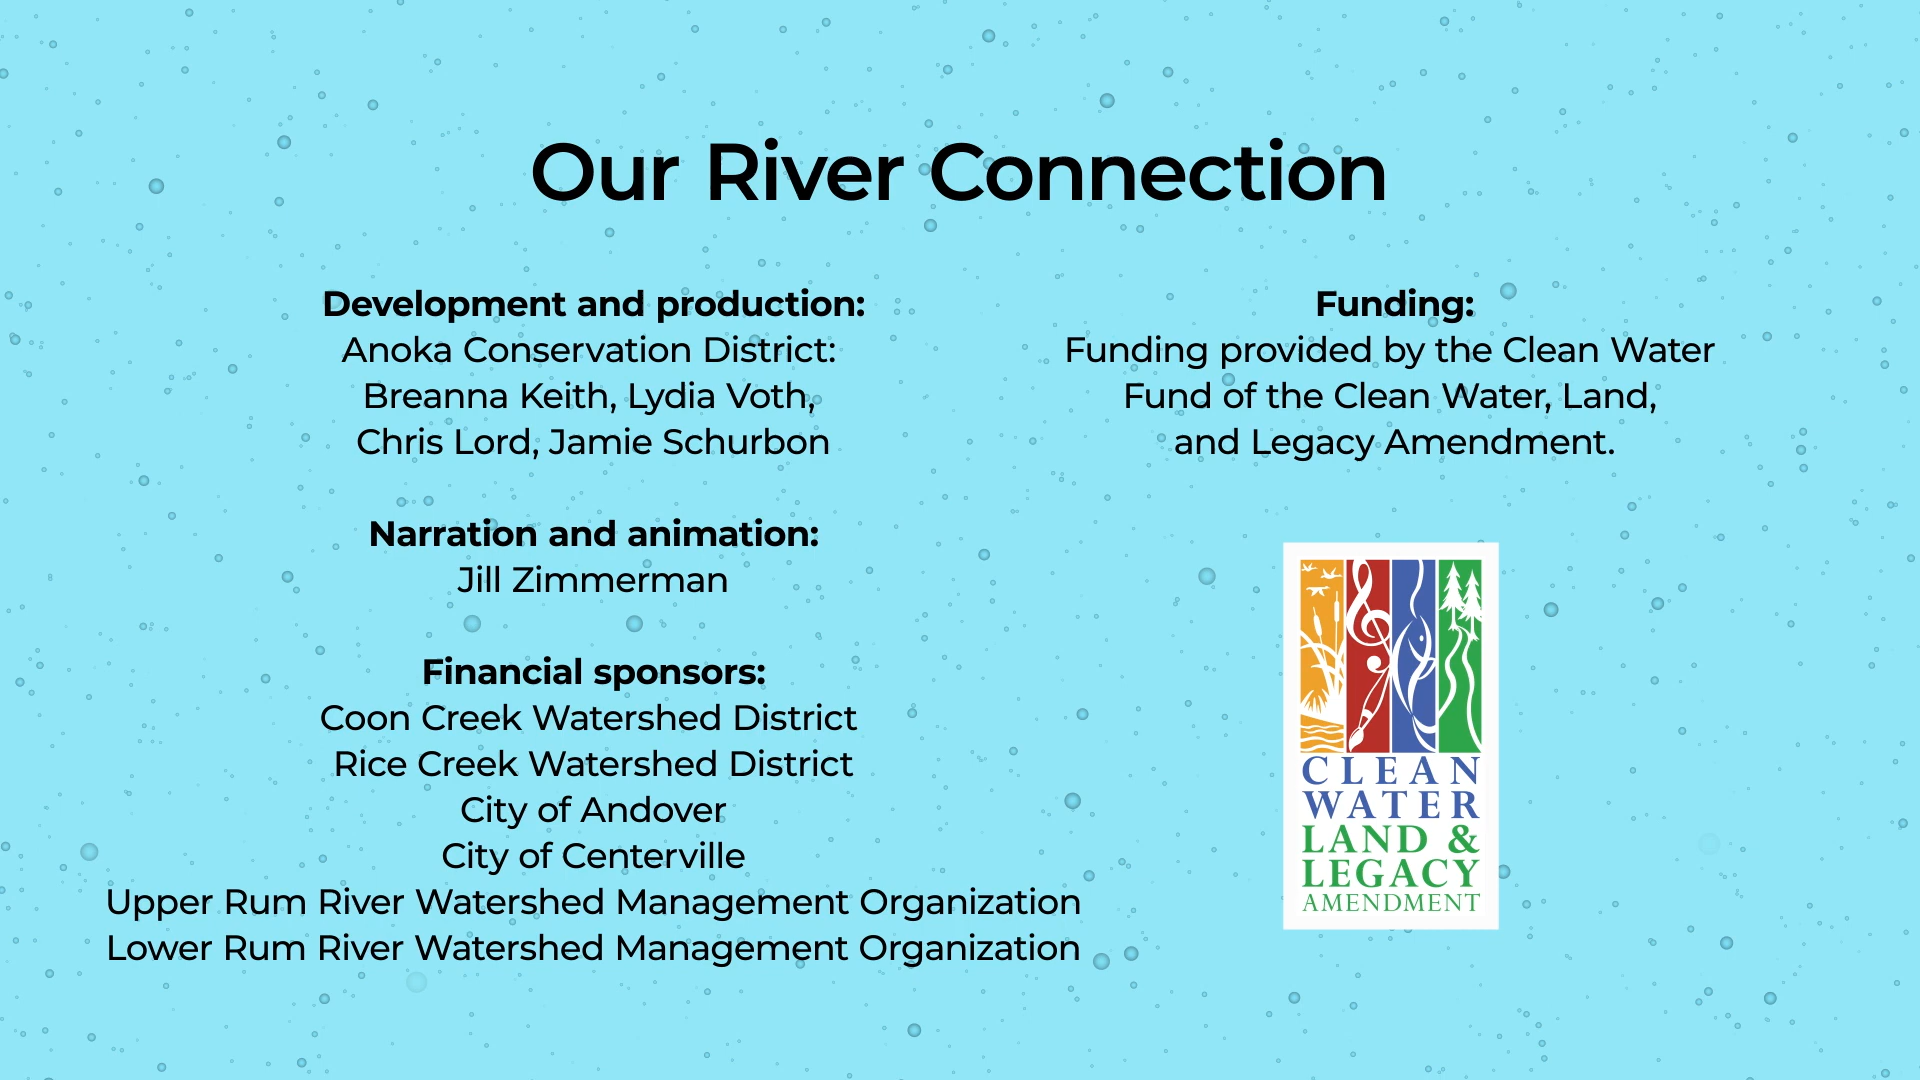 Our River Connection
Development and production:
Anoka Conservation District:
Breanna Keith, Lydia Voth,
Chris Lord, Jamie Schurbon
Narration and animation:
Jill Zimmerman
Financial sponsors:
Coon Creek Watershed District
Rice Creek Watershed District
City of Andover
City of Centerville
Upper Rum River Watershed Management Organization
Lower Rum River Watershed Management Organization
Funding:
Funding provided by the Clean Water
Fund of the Clean Water, Land,
and Legacy Amendment.
CLEAN
WATER
LAND &
LEGACY
AMENDMENT